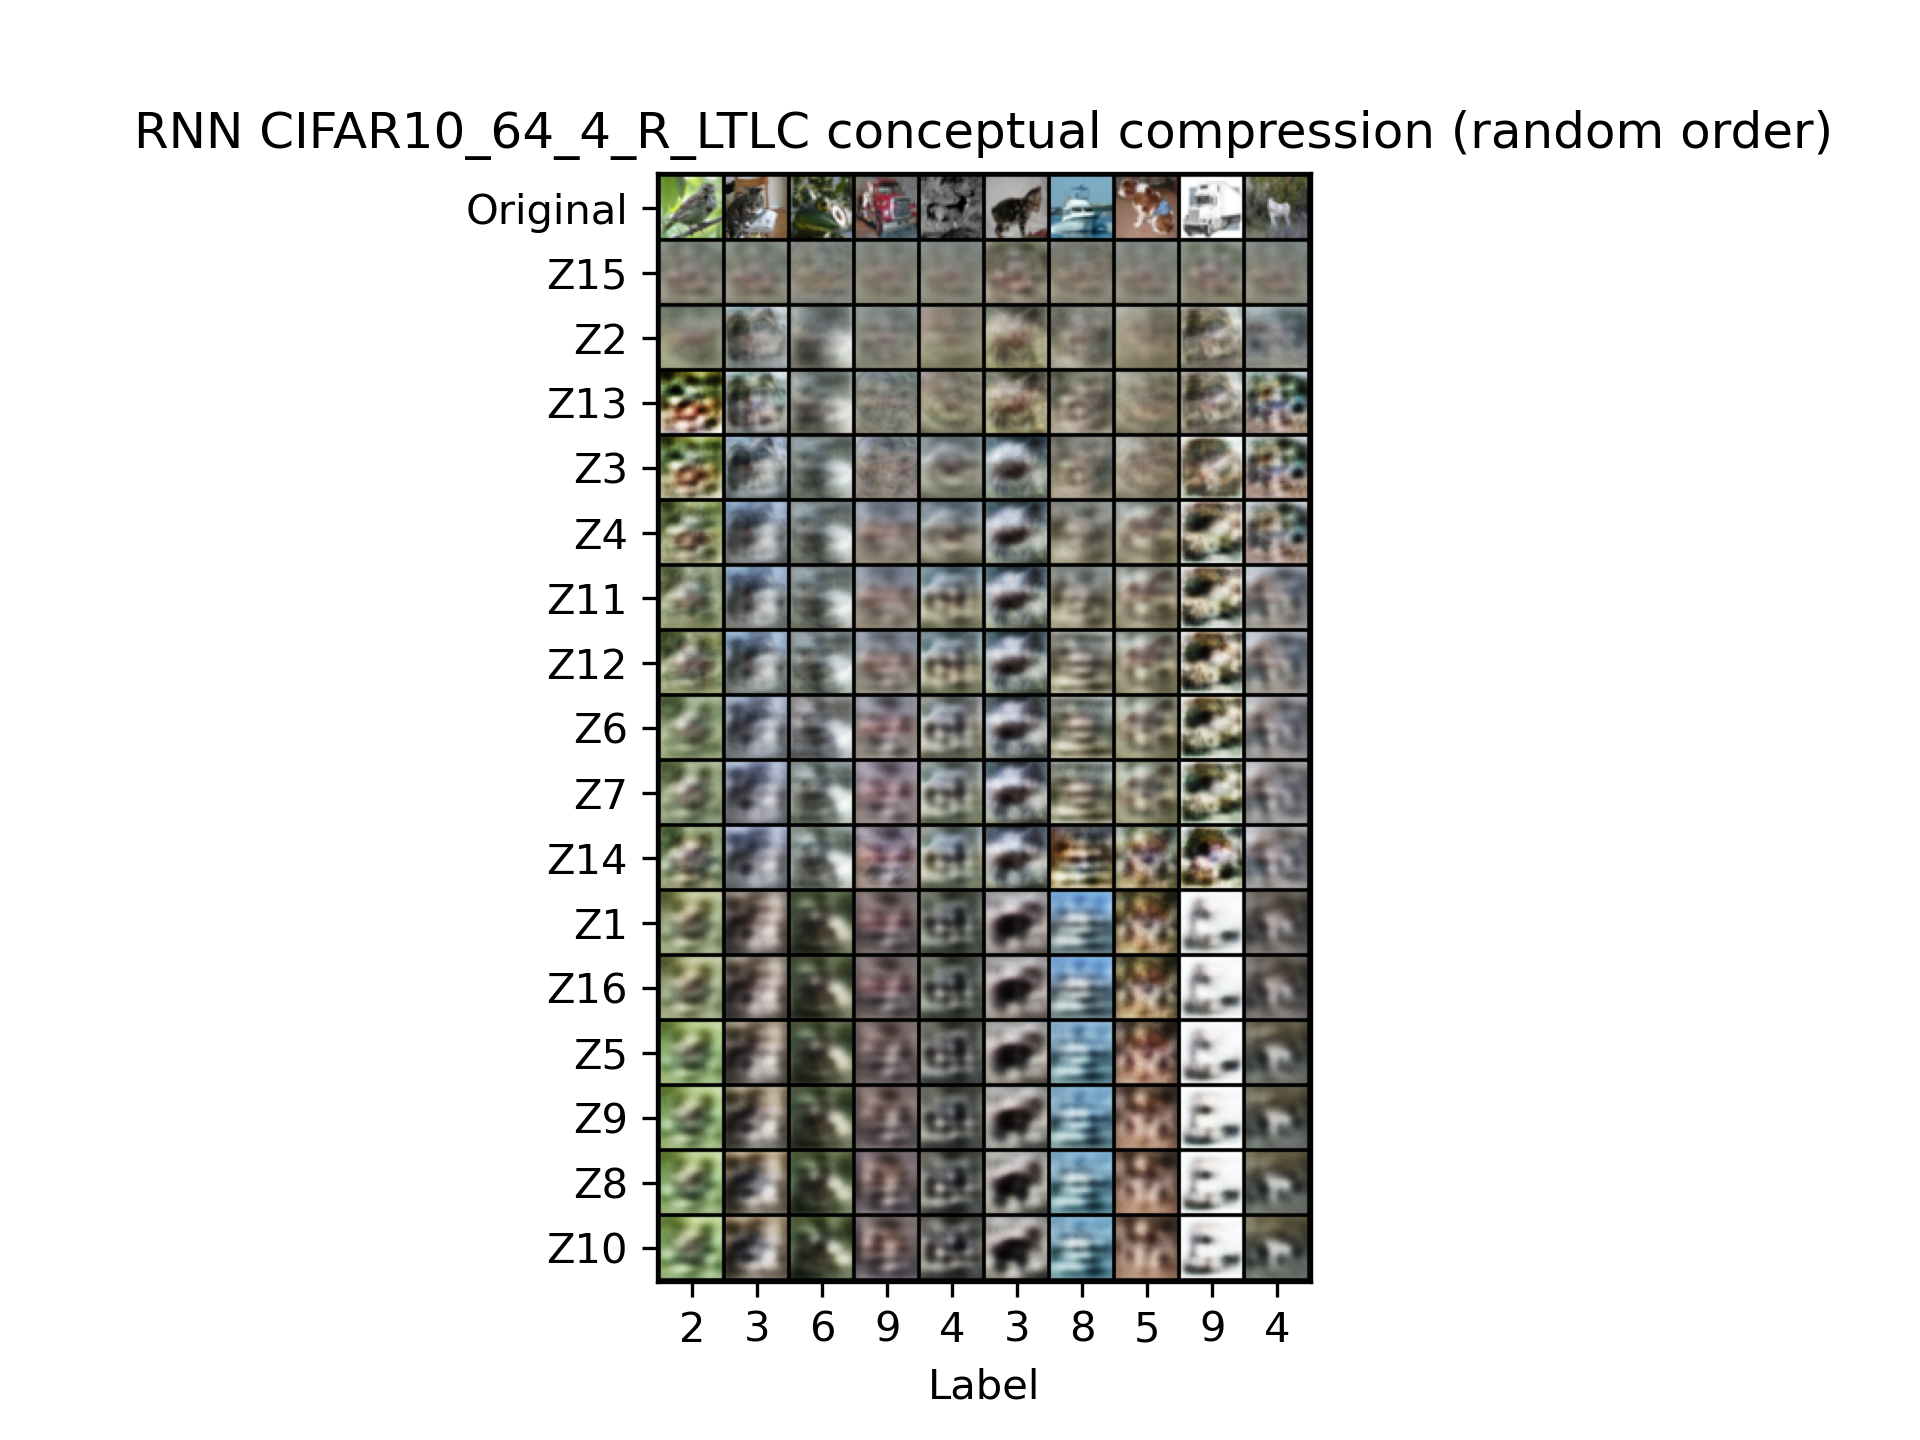 RNN CIFAR10_64_4_R_LTLC conceptual compression (random order)
Original
Z15
Z2
Z13
Z3
Z4
Z11
Z12
Z6
Z7
Z14
Z1
Z16
Z5
Z9
Z8
Z10
2 3 6 9 4 3 8 5 9 4
Label